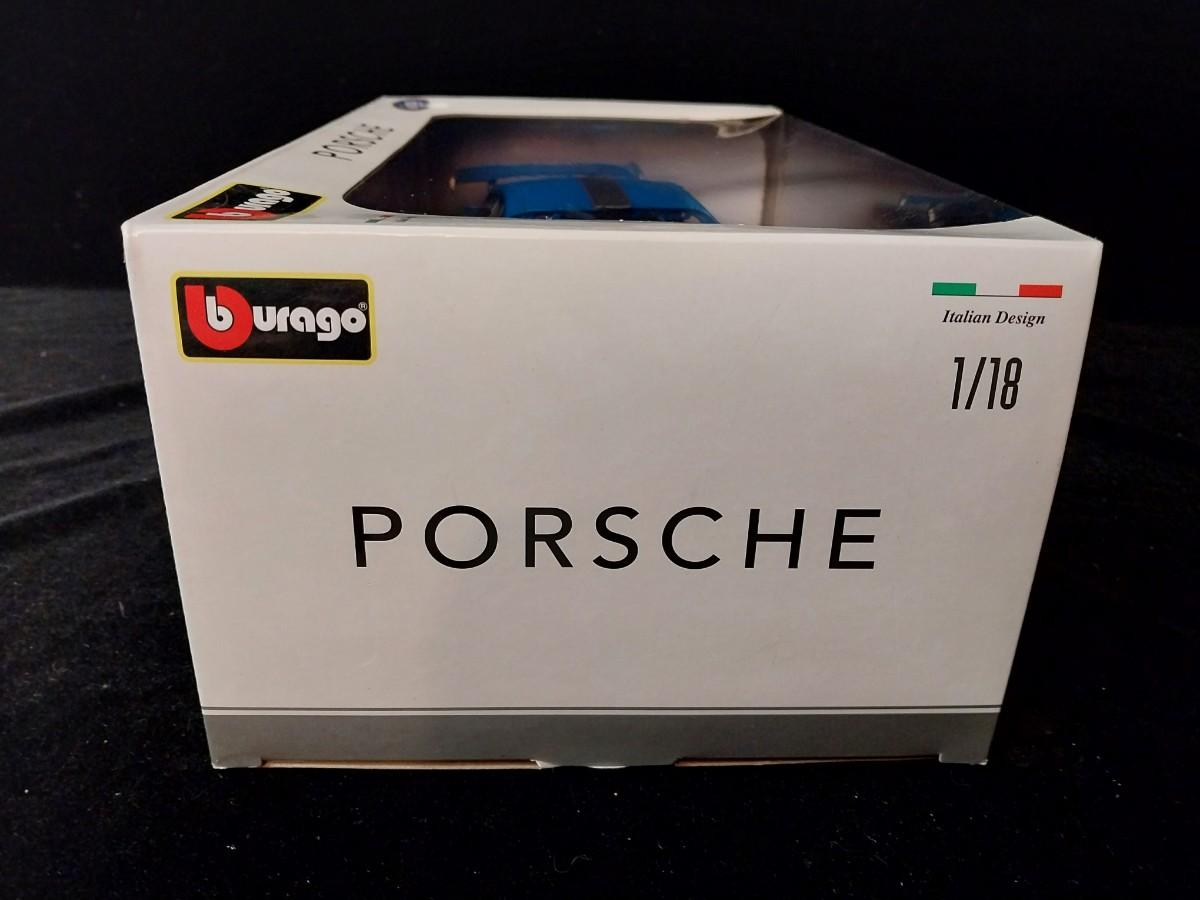 PORSCHE
burago
burago®
Italian Design
1/18
PORSCHE